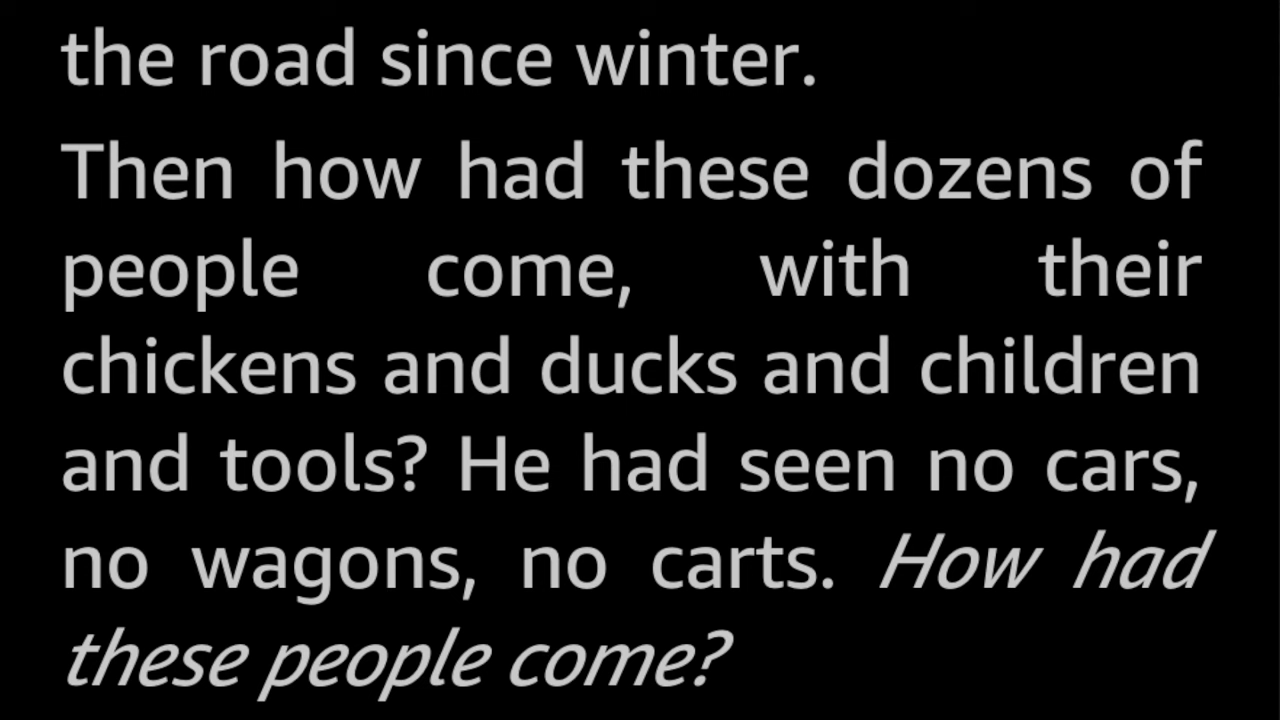 the road since winter.
Then how had these dozens of
people come, with their
chickens and ducks and children
and tools? He had seen no cars,
no wagons, no carts. How had
these people come?